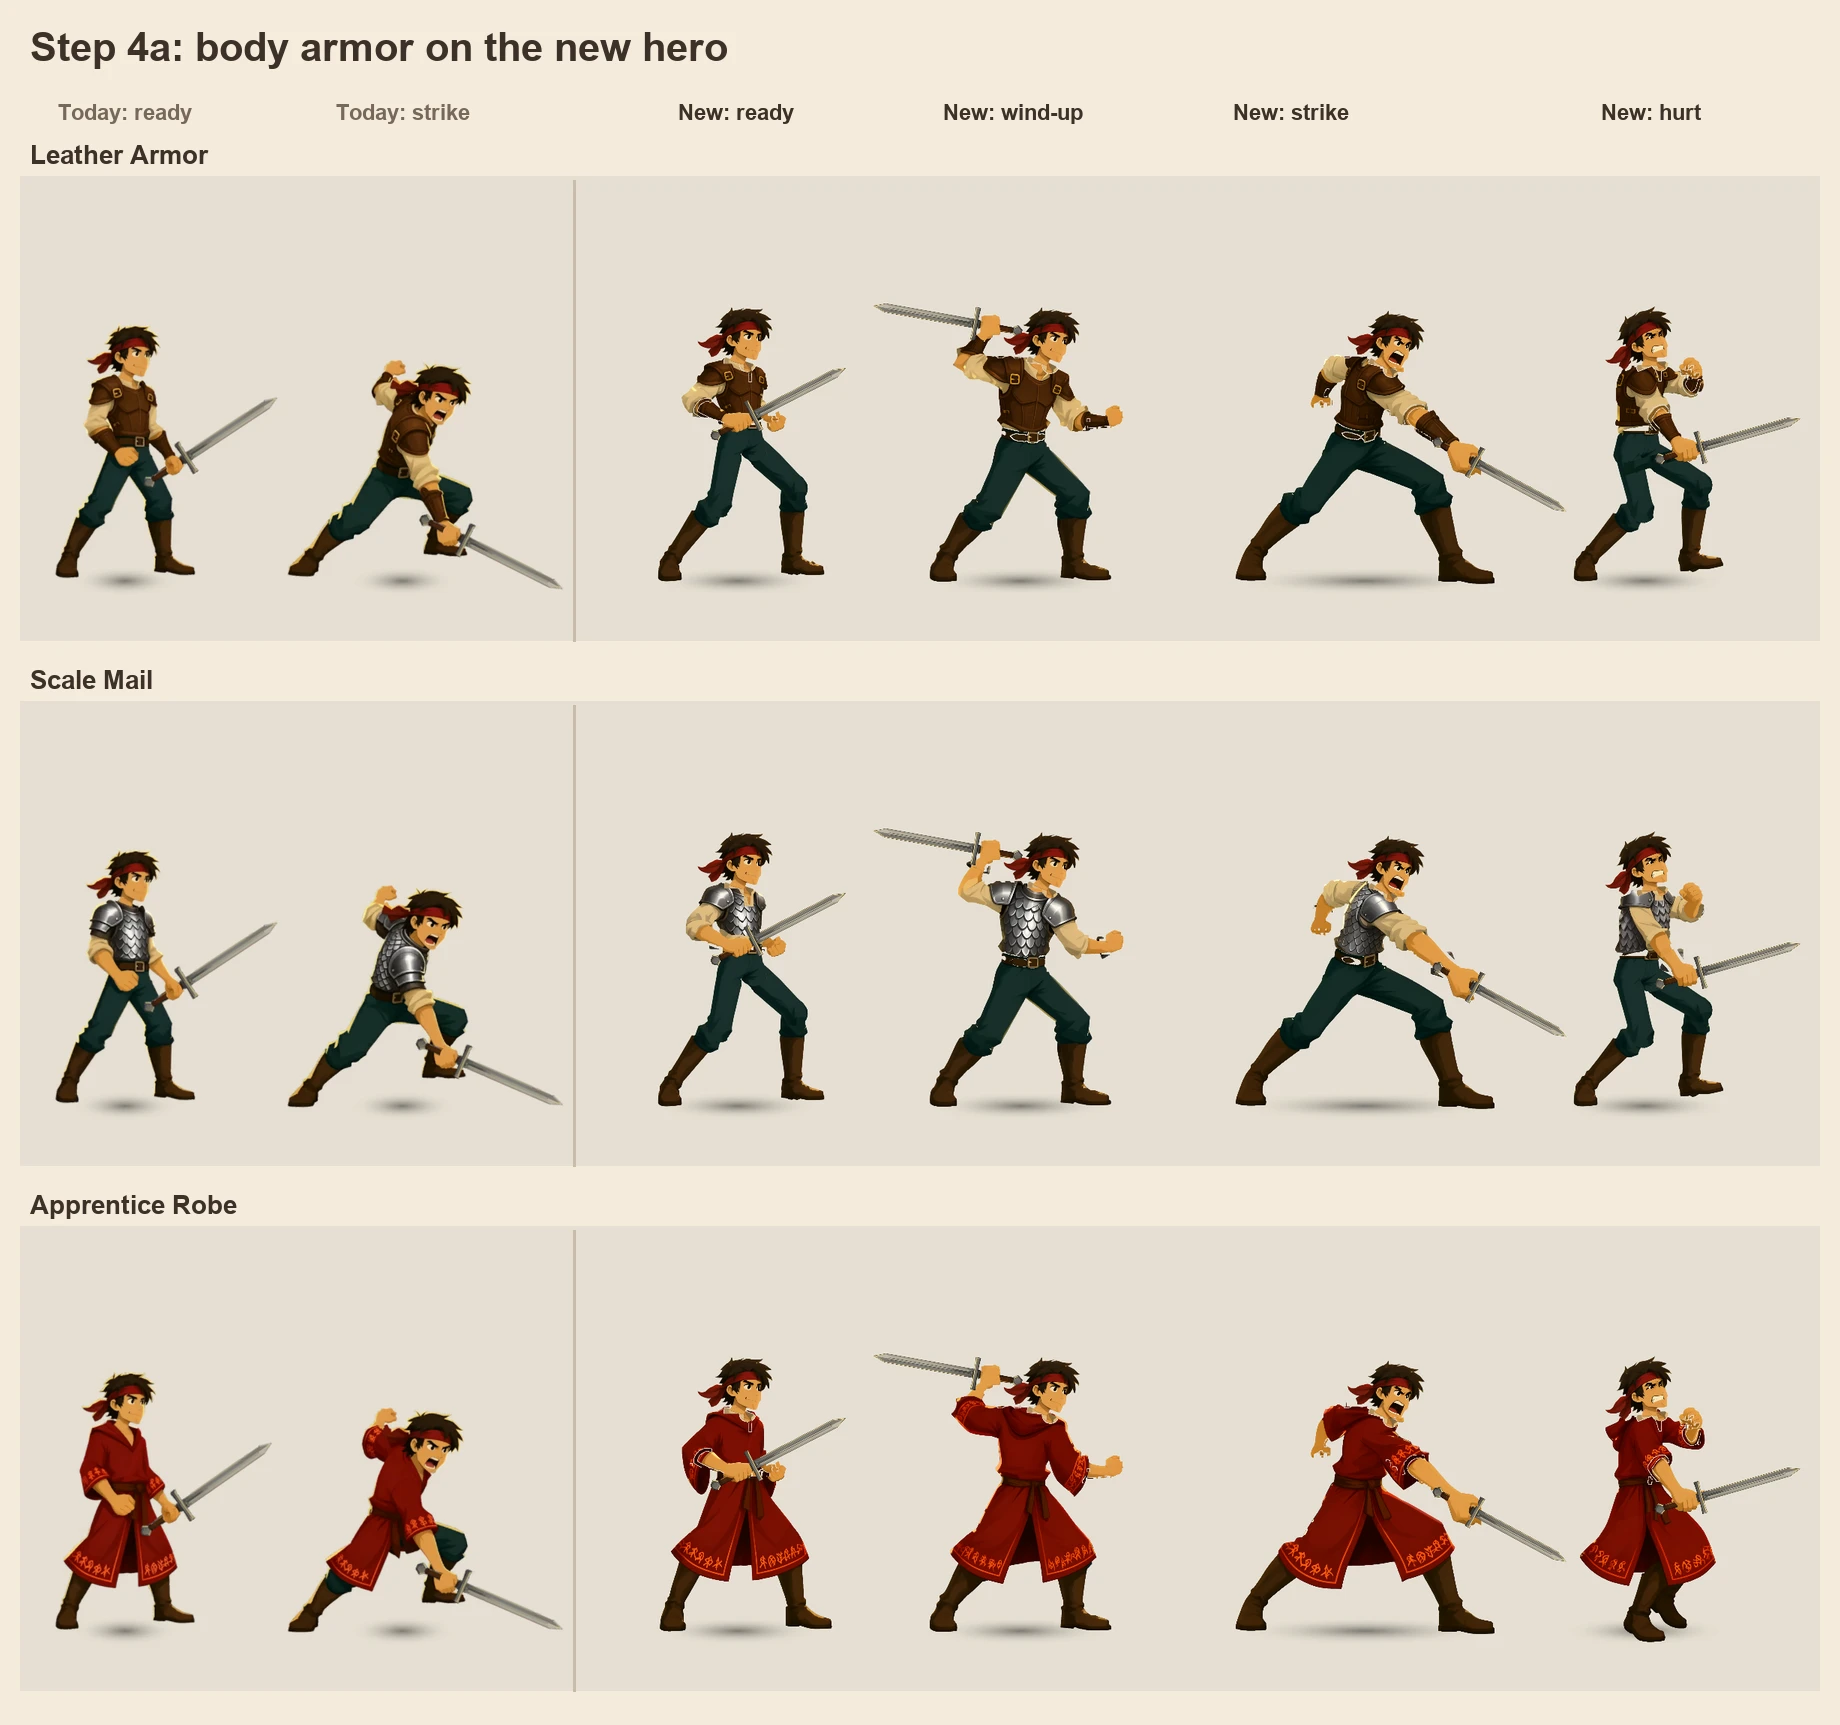 Step 4a: body armor on the new hero
Today: ready Today: strike New: ready New: wind-up New: strike New: hurt
Leather Armor
Scale Mail
Apprentice Robe